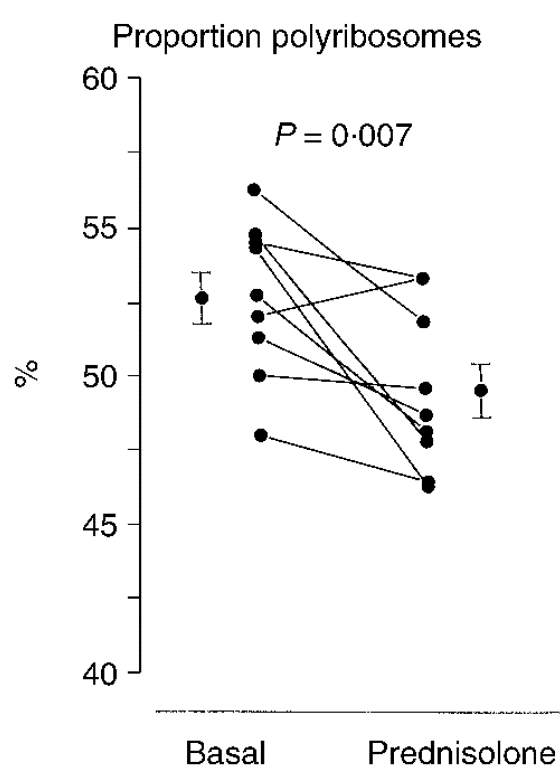 Proportion polyribosomes
60
P = 0·007
55
50
%
45
40
Basal Prednisolone